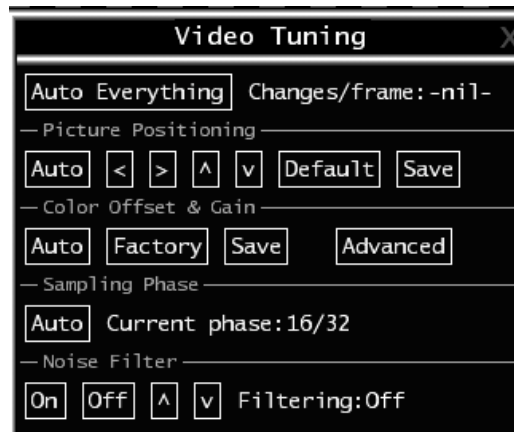 Video Tuning X
Auto Everything Changes/frame:-nil-
Picture Positioning
Auto < > ^ v Default Save
Color Offset & Gain
Auto Factory Save Advanced
Sampling Phase
Auto Current phase:16/32
Noise Filter
On Off ^ v Filtering:Off